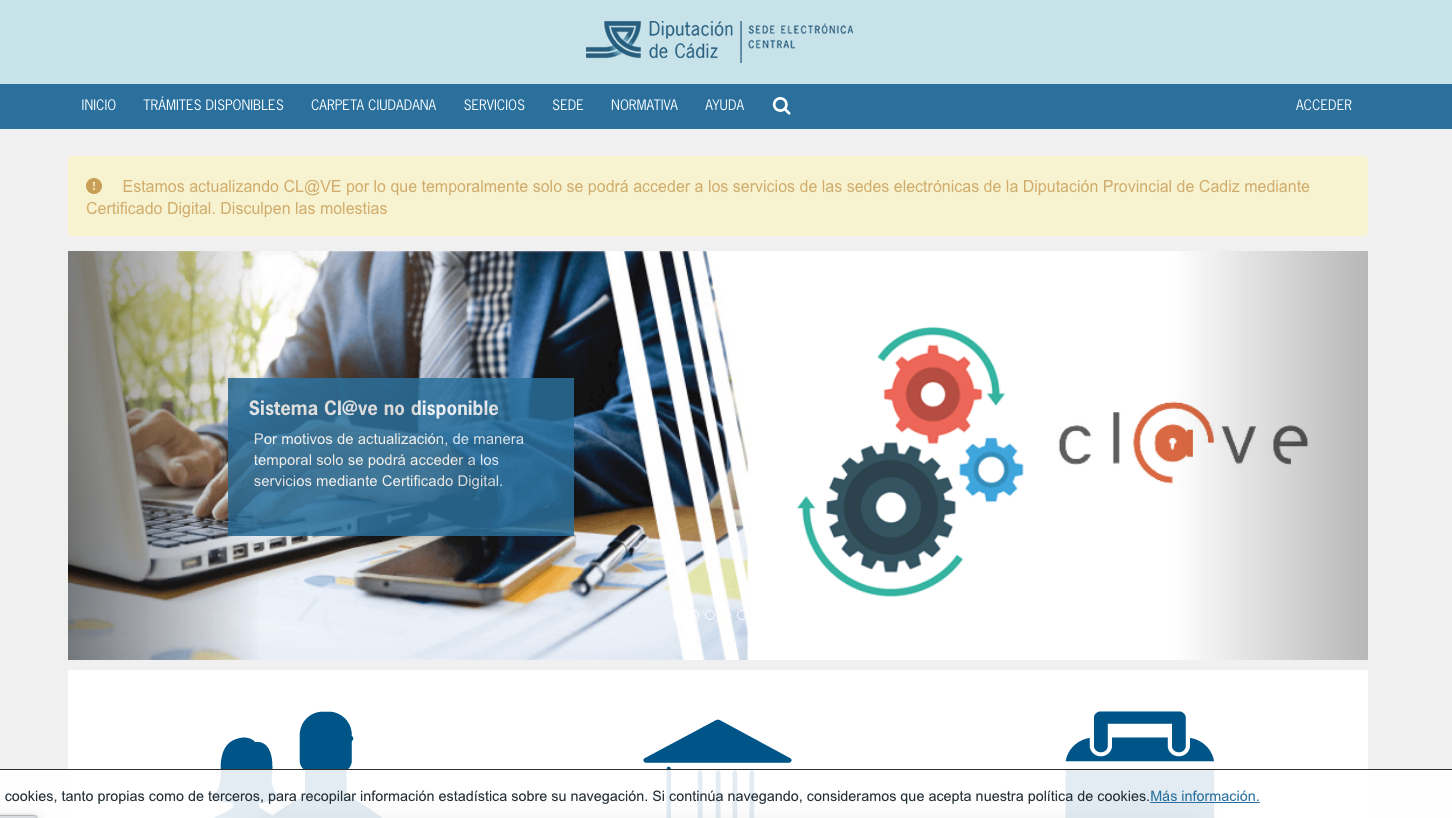 Diputación
de Cádiz
SEDE ELECTRÓNICA
CENTRAL
INICIO TRÁMITES DISPONIBLES CARPETA CIUDADANA SERVICIOS SEDE NORMATIVA AYUDA ACCEDER
Estamos actualizando CL@VE por lo que temporalmente solo se podrá acceder a los servicios de las sedes electrónicas de la Diputación Provincial de Cadiz mediante
Certificado Digital. Disculpen las molestias
Sistema Cl@ve no disponible
Por motivos de actualización, de manera
temporal solo se podrá acceder a los
servicios mediante Certificado Digital.
cl@ve
cookies, tanto propias como de terceros, para recopilar información estadística sobre su navegación. Si continúa navegando, consideramos que acepta nuestra política de cookies.Más información.